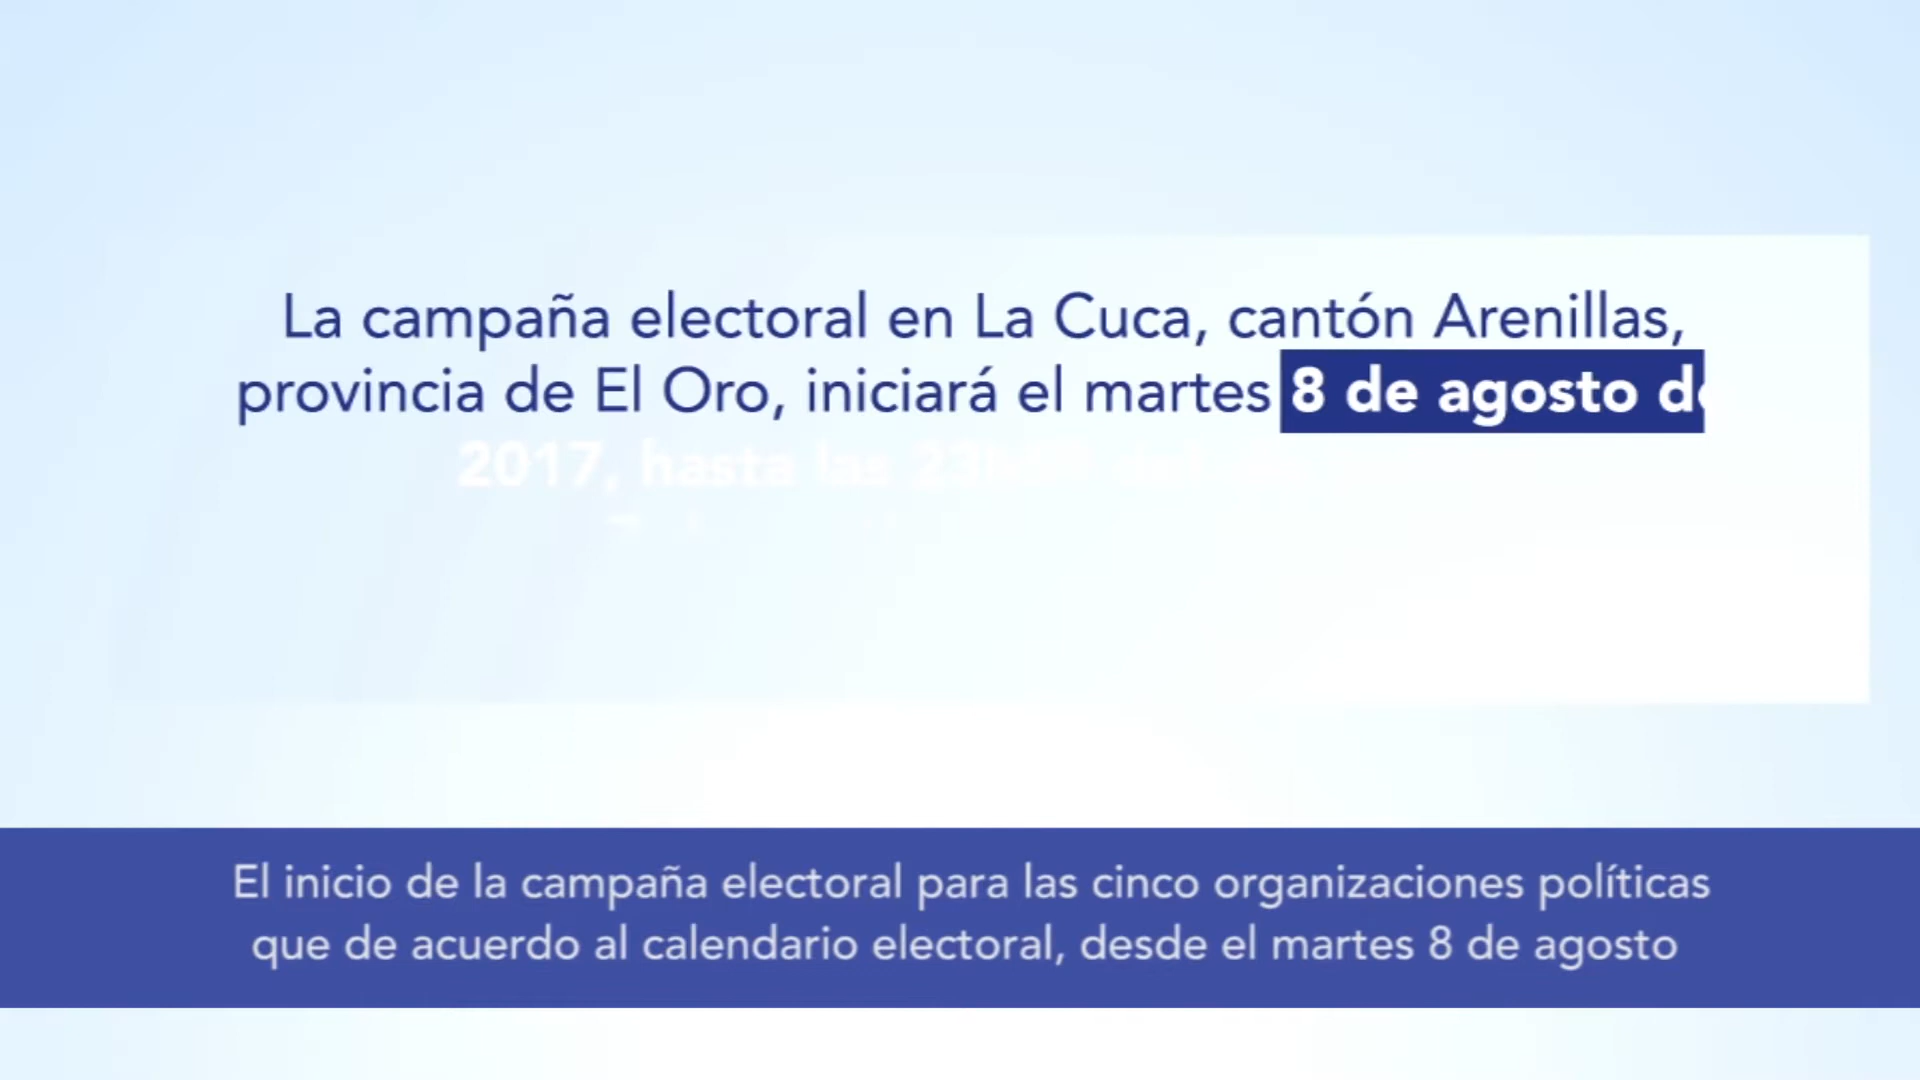 La campaña electoral en La Cuca, cantón Arenillas,
provincia de El Oro, iniciará el martes 8 de agosto de
2017, hasta las
El inicio de la campaña electoral para las cinco organizaciones políticas
que de acuerdo al calendario electoral, desde el martes 8 de agosto